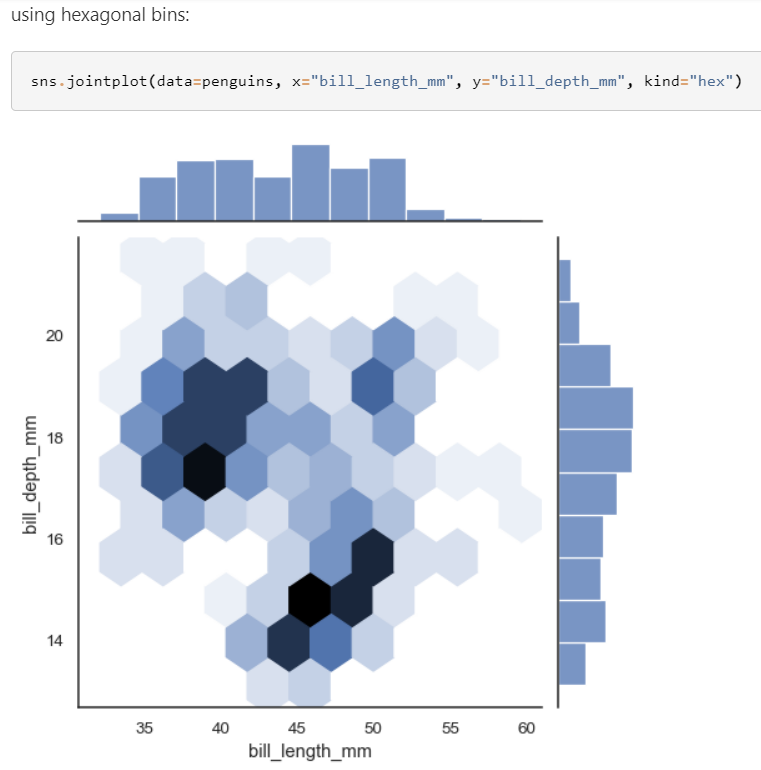 using hexagonal bins:
sns.jointplot(data=penguins, x="bill_length_mm", y="bill_depth_mm", kind="hex")
20
18
16
14
bill_depth_mm
35 40 45 50 55 60
bill_length_mm